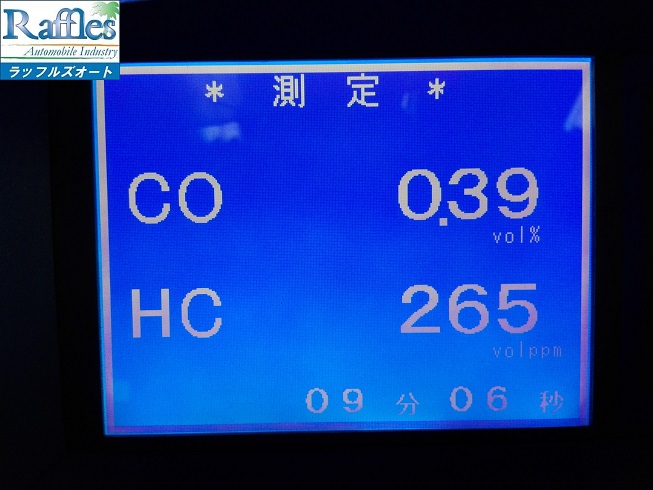 Raffles
Automobile Industry
ラッフルズオート
* 測 定 *
CO 0.39
vol%
HC 265
volppm
09 分 06 秒